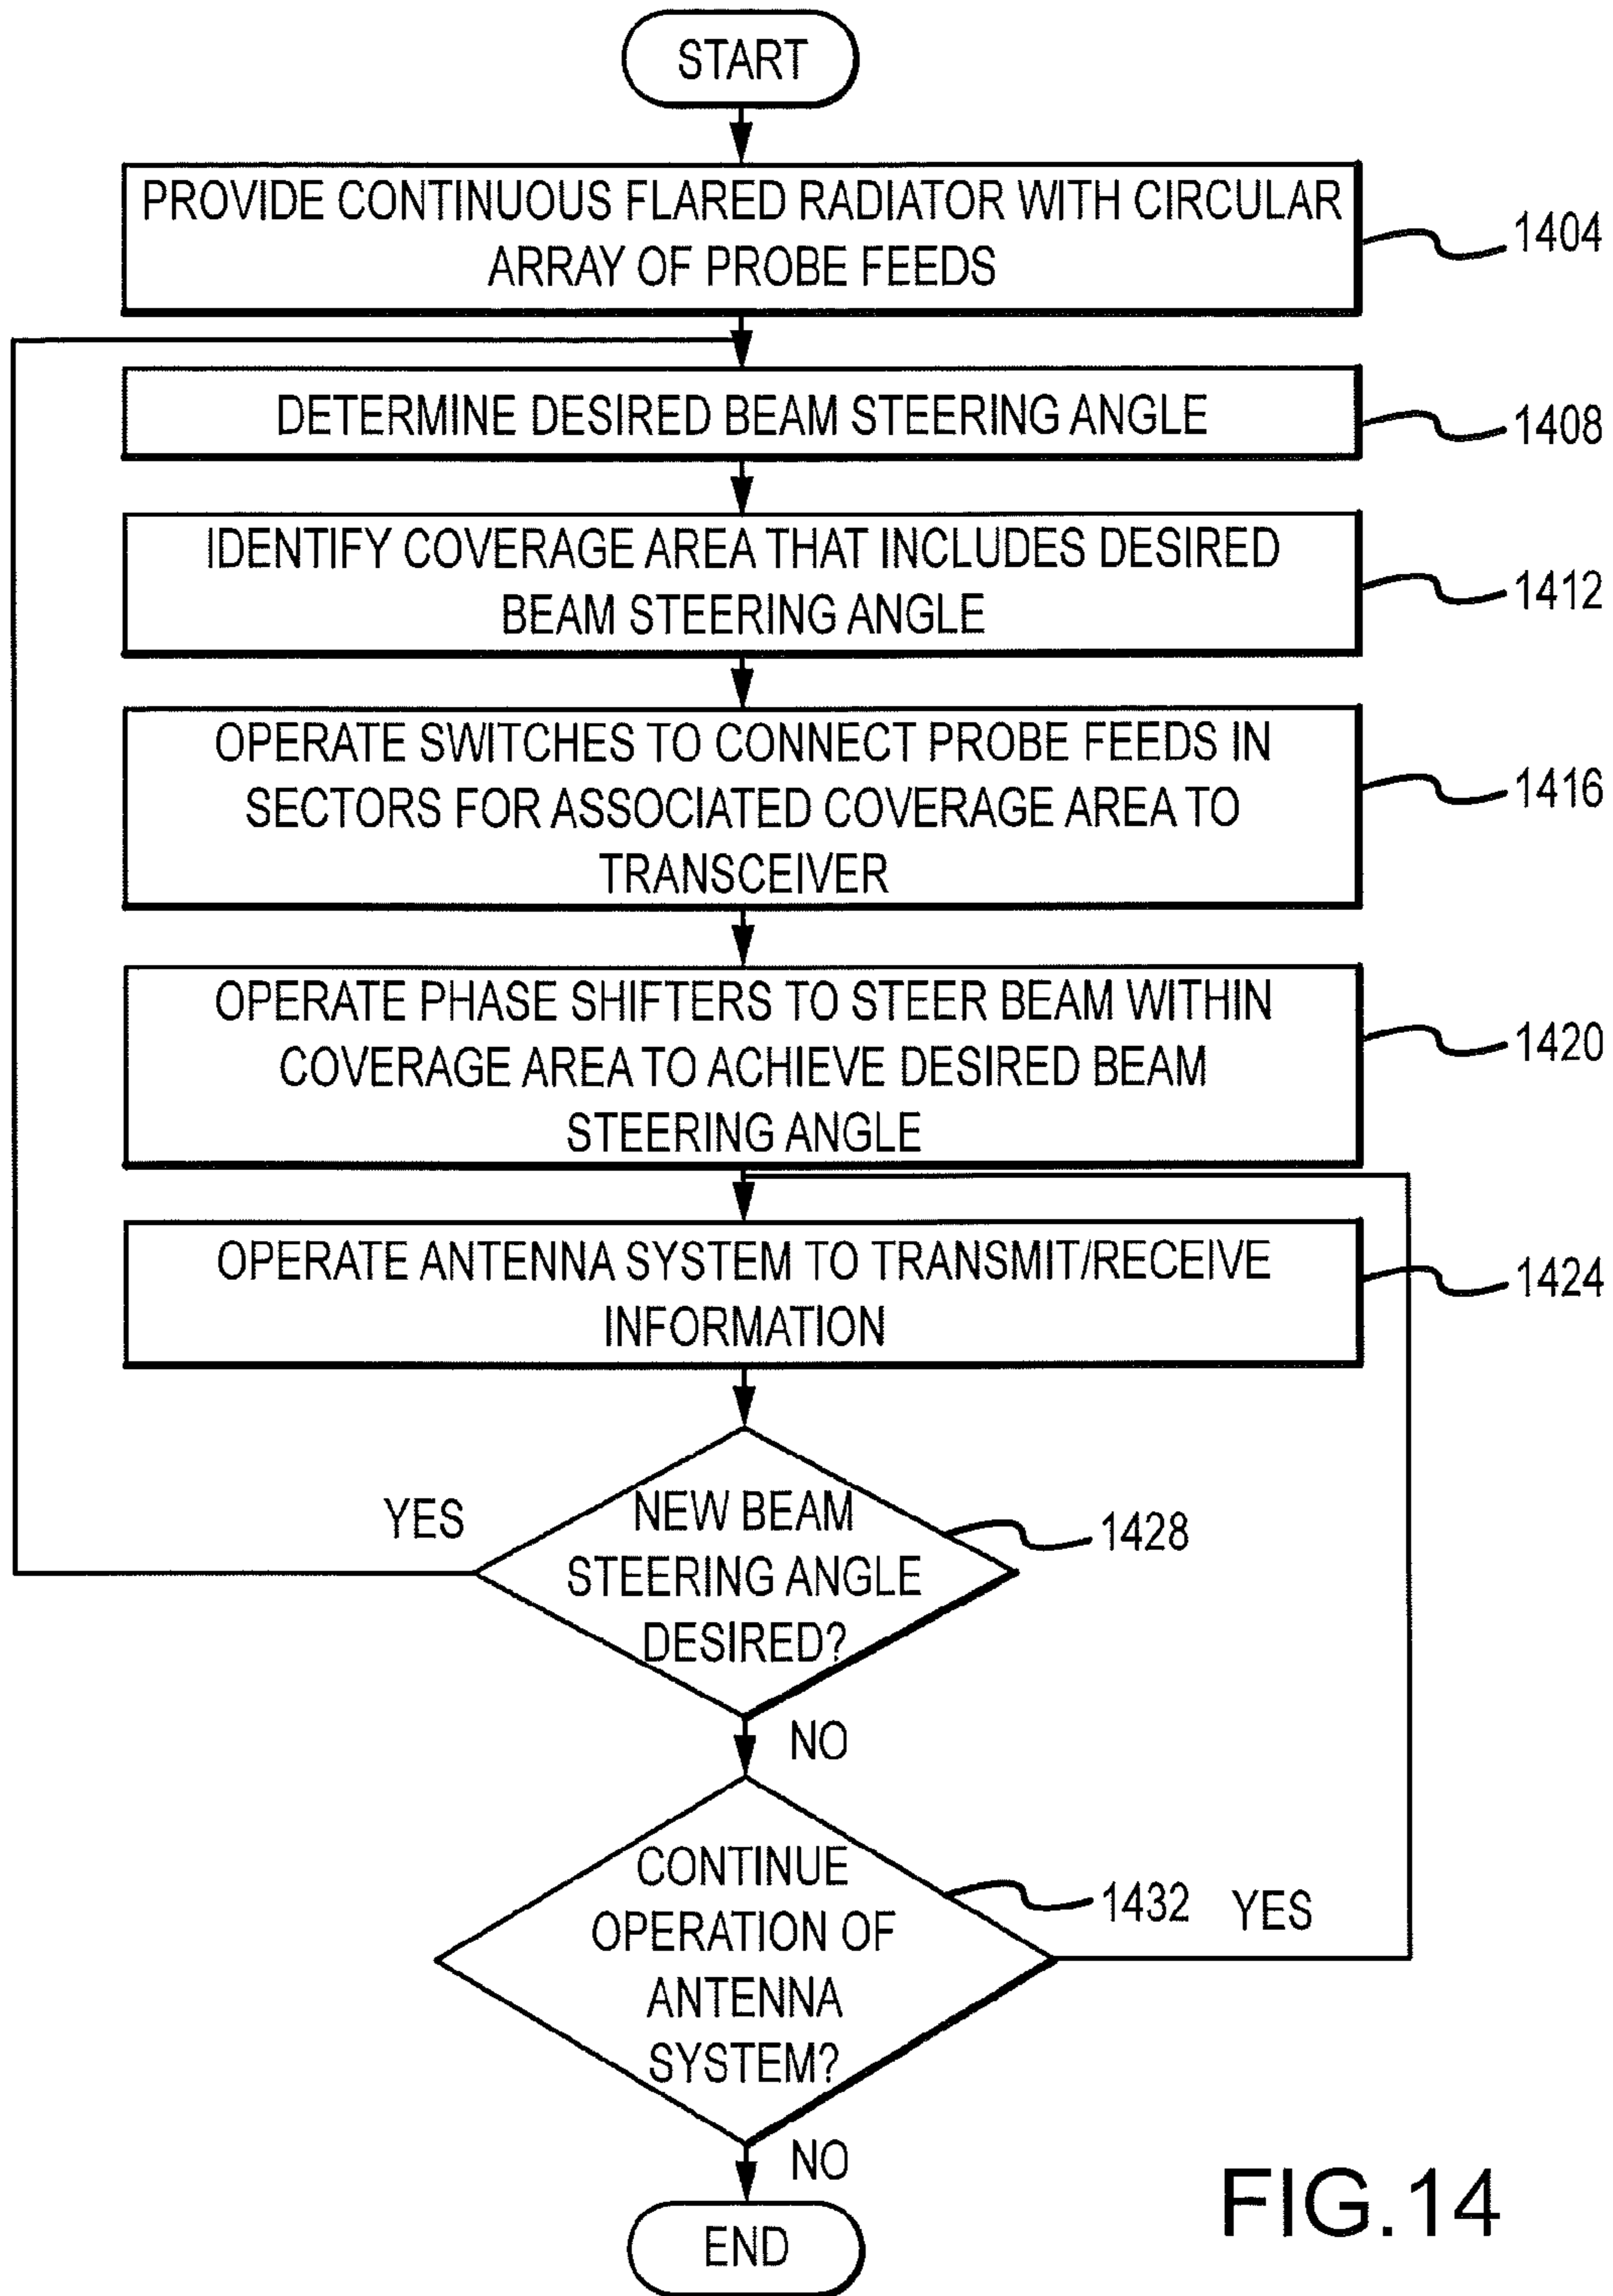 START
PROVIDE CONTINUOUS FLARED RADIATOR WITH CIRCULAR
ARRAY OF PROBE FEEDS
1404
DETERMINE DESIRED BEAM STEERING ANGLE
1408
IDENTIFY COVERAGE AREA THAT INCLUDES DESIRED
BEAM STEERING ANGLE
1412
OPERATE SWITCHES TO CONNECT PROBE FEEDS IN
SECTORS FOR ASSOCIATED COVERAGE AREA TO
TRANSCEIVER
1416
OPERATE PHASE SHIFTERS TO STEER BEAM WITHIN
COVERAGE AREA TO ACHIEVE DESIRED BEAM
STEERING ANGLE
1420
OPERATE ANTENNA SYSTEM TO TRANSMIT/RECEIVE
INFORMATION
1424
YES
NEW BEAM
STEERING ANGLE
DESIRED?
1428
NO
CONTINUE
OPERATION OF
ANTENNA
SYSTEM?
1432
YES
NO
END
FIG.14